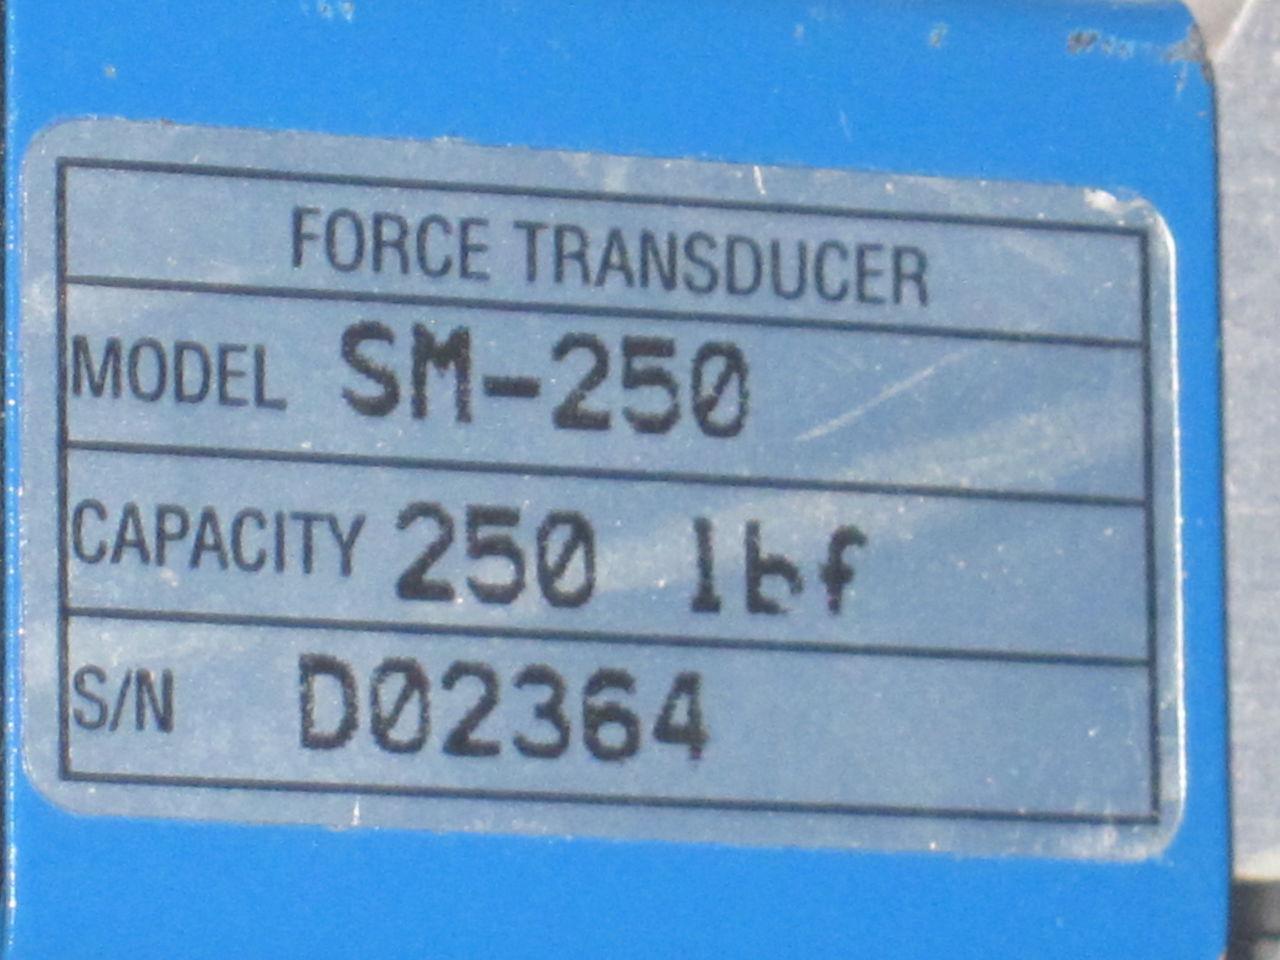 FORCE TRANSDUCER
MODEL SM-250
CAPACITY 250 lbf
S/N D02364